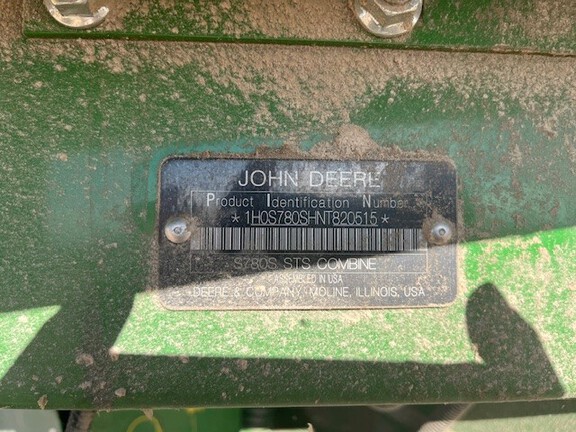 JOHN DEERE
Product Identification Number
*1H0S780SHNT820515*
S780S STS COMBINE
ASSEMBLED IN USA
DEERE & COMPANY MOLINE, ILLINOIS, USA